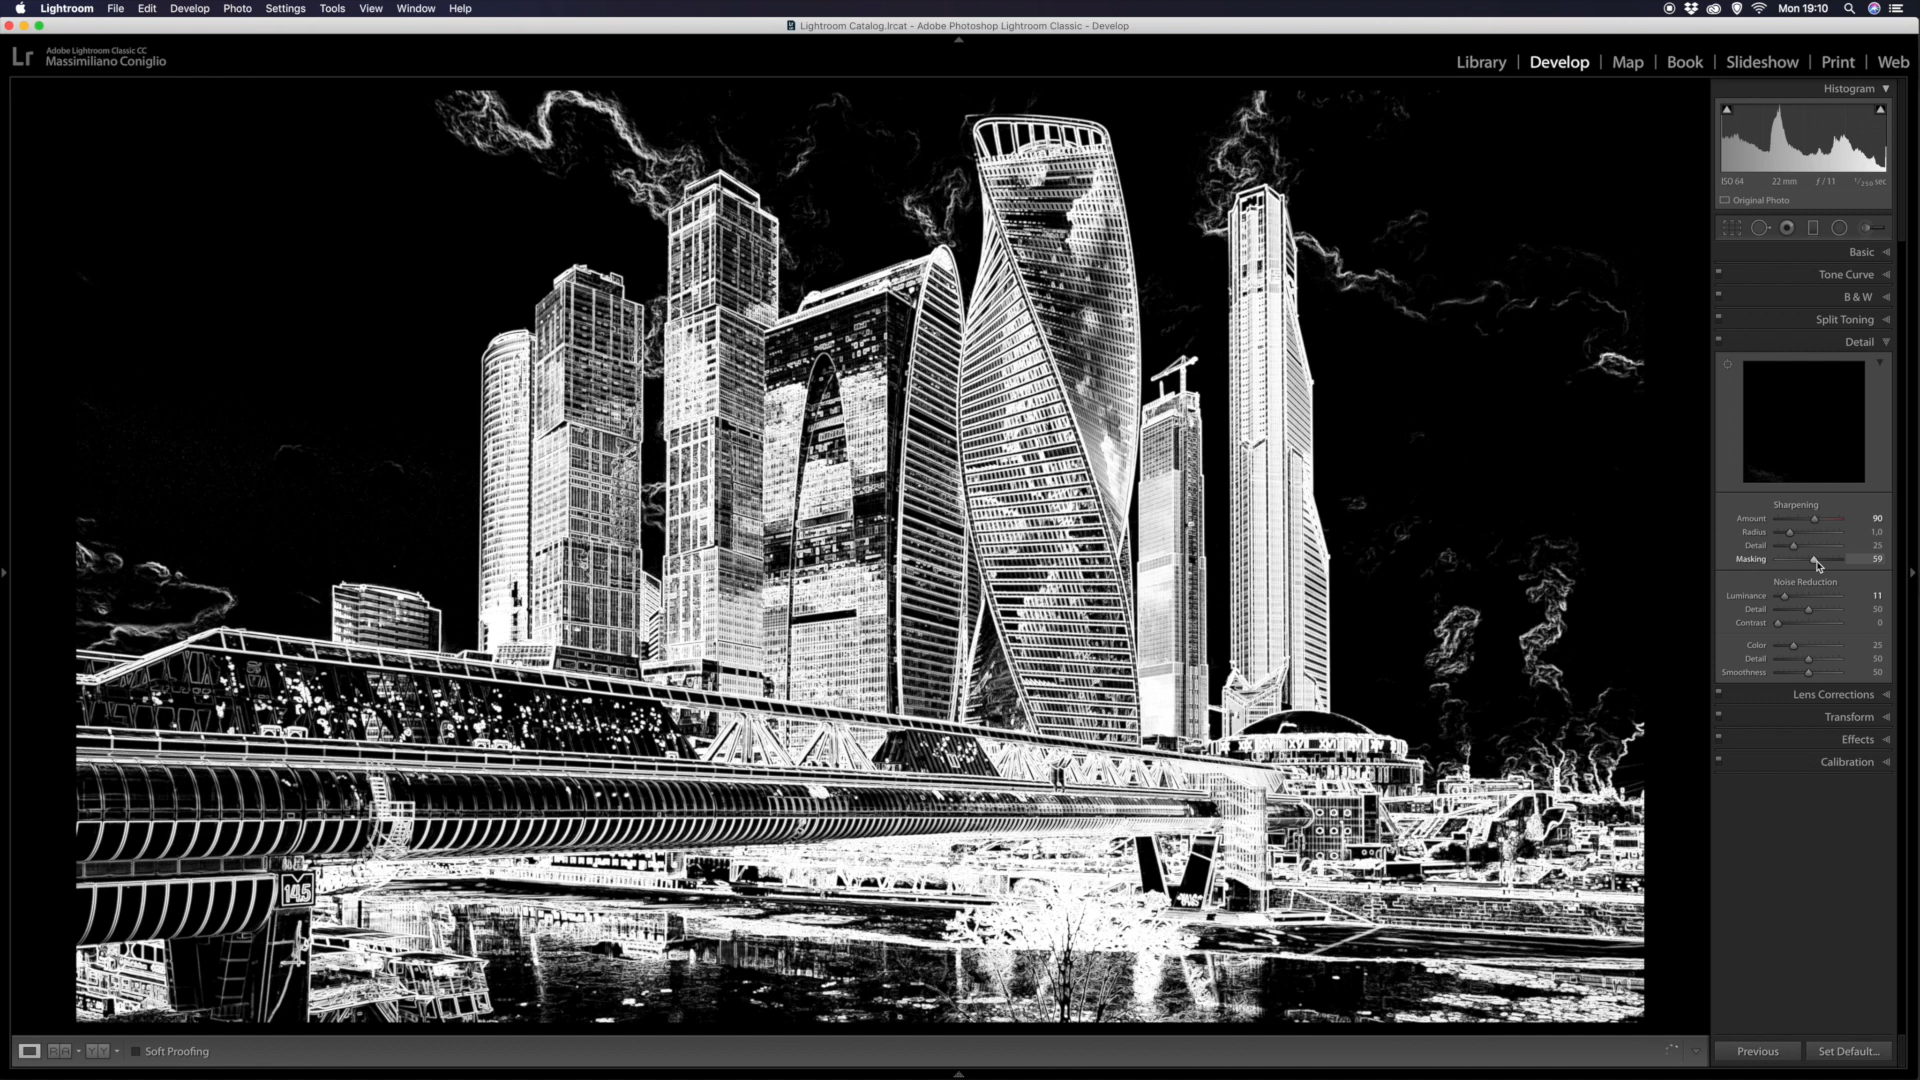 Lightroom File Edit Develop Photo Settings Tools View Window Help Mon 19:10
Lightroom Catalog.lrcat - Adobe Photoshop Lightroom Classic - Develop
Lr Adobe Lightroom Classic CC
Massimiliano Coniglio
Library | Develop | Map | Book | Slideshow | Print | Web
Histogram
ISO 64 22 mm ƒ / 11 1/250 sec
Original Photo
Basic
Tone Curve
B & W
Split Toning
Detail
Sharpening
Amount 90
Radius 1,0
Detail 25
Masking 59
Noise Reduction
Luminance 11
Detail 50
Contrast 0
Color 25
Detail 50
Smoothness 50
Lens Corrections
Transform
Effects
Calibration
145
R A Y Y Soft Proofing
Previous Set Default...